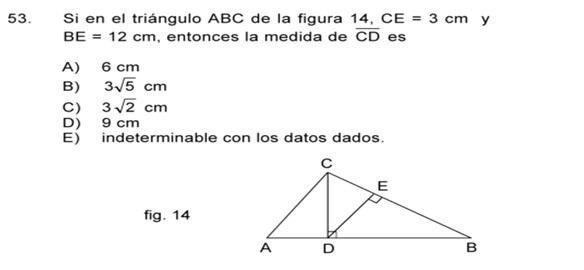 53. Si en el triángulo ABC de la figura 14, CE = 3 cm y
BE = 12 cm, entonces la medida de CD es
A) 6 cm
B) 3√5 cm
C) 3√2 cm
D) 9 cm
E) indeterminable con los datos dados.
C
E
fig. 14
A D B